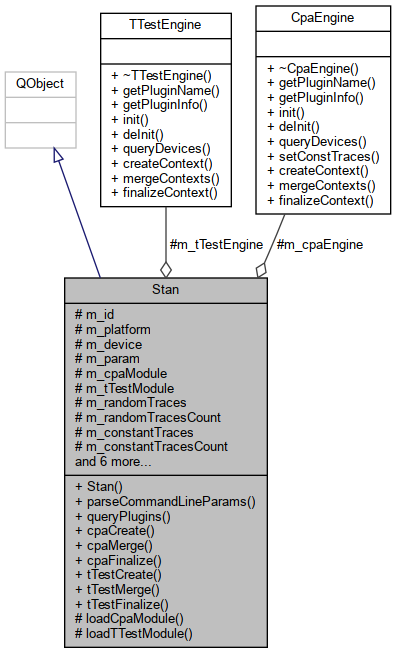 TTestEngine
+ ~TTestEngine()
+ getPluginName()
+ getPluginInfo()
+ init()
+ deInit()
+ queryDevices()
+ createContext()
+ mergeContexts()
+ finalizeContext()
CpaEngine
+ ~CpaEngine()
+ getPluginName()
+ getPluginInfo()
+ init()
+ deInit()
+ queryDevices()
+ setConstTraces()
+ createContext()
+ mergeContexts()
+ finalizeContext()
QObject
#m_tTestEngine
#m_cpaEngine
Stan
# m_id
# m_platform
# m_device
# m_param
# m_cpaModule
# m_tTestModule
# m_randomTraces
# m_randomTracesCount
# m_constantTraces
# m_constantTracesCount
and 6 more...
+ Stan()
+ parseCommandLineParams()
+ queryPlugins()
+ cpaCreate()
+ cpaMerge()
+ cpaFinalize()
+ tTestCreate()
+ tTestMerge()
+ tTestFinalize()
# loadCpaModule()
# loadTTestModule()